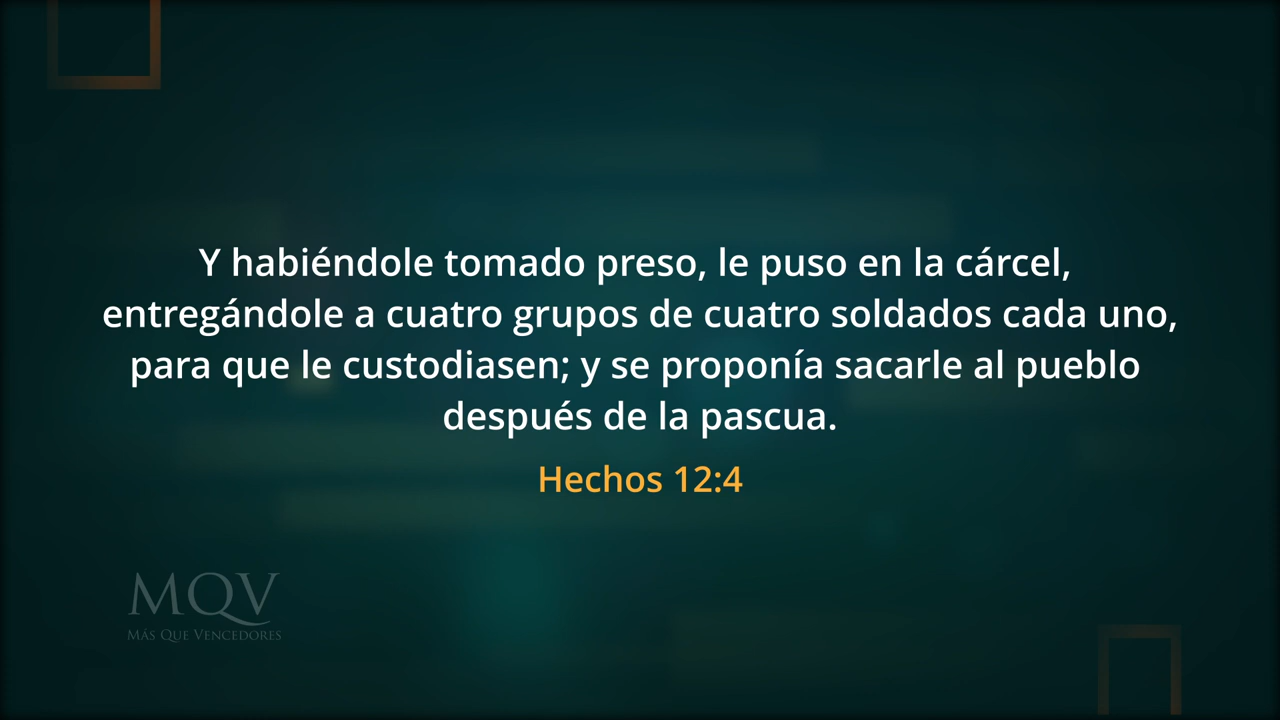 Y habiéndole tomado preso, le puso en la cárcel,
entregándole a cuatro grupos de cuatro soldados cada uno,
para que le custodiasen; y se proponía sacarle al pueblo
después de la pascua.
Hechos 12:4
MQV
Más Que Vencedores